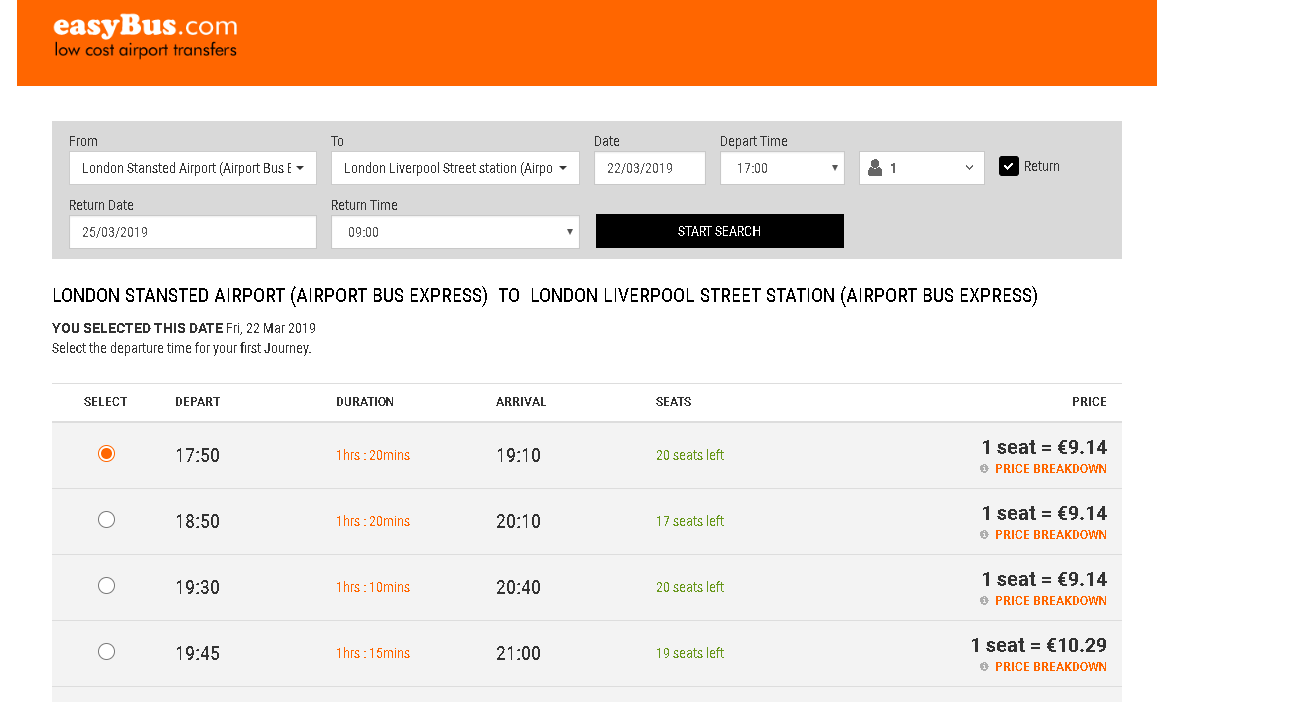 easyBus.com
low cost airport transfers
From To Date Depart Time
London Stansted Airport (Airport Bus E London Liverpool Street station (Airpo 22/03/2019 17:00 1 Return
Return Date Return Time
25/03/2019 09:00 START SEARCH
LONDON STANSTED AIRPORT (AIRPORT BUS EXPRESS) TO LONDON LIVERPOOL STREET STATION (AIRPORT BUS EXPRESS)
YOU SELECTED THIS DATE Fri, 22 Mar 2019
Select the departure time for your first Journey.
SELECT DEPART DURATION ARRIVAL SEATS PRICE
17:50 1hrs : 20mins 19:10 20 seats left 1 seat = €9.14
PRICE BREAKDOWN
18:50 1hrs : 20mins 20:10 17 seats left 1 seat = €9.14
PRICE BREAKDOWN
19:30 1hrs : 10mins 20:40 20 seats left 1 seat = €9.14
PRICE BREAKDOWN
19:45 1hrs : 15mins 21:00 19 seats left 1 seat = €10.29
PRICE BREAKDOWN